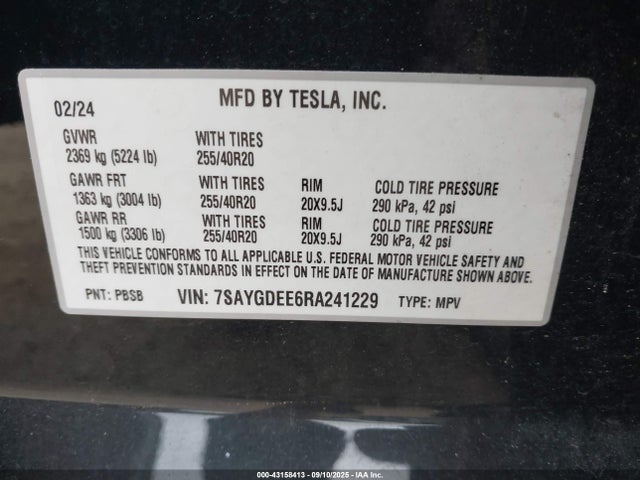 02/24 MFD BY TESLA, INC.
GVWR WITH TIRES
2369 kg (5224 lb) 255/40R20
GAWR FRT WITH TIRES RIM COLD TIRE PRESSURE
1363 kg (3004 lb) 255/40R20 20X9.5J 290 kPa, 42 psi
GAWR RR WITH TIRES RIM COLD TIRE PRESSURE
1500 kg (3306 lb) 255/40R20 20X9.5J 290 kPa, 42 psi
THIS VEHICLE CONFORMS TO ALL APPLICABLE U.S. FEDERAL MOTOR VEHICLE SAFETY AND
THEFT PREVENTION STANDARDS IN EFFECT ON THE DATE OF MANUFACTURE SHOWN ABOVE.
PNT: PBSB VIN: 7SAYGDEE6RA241229 TYPE: MPV
000-43158413 - 09/10/2025 - IAA Inc.